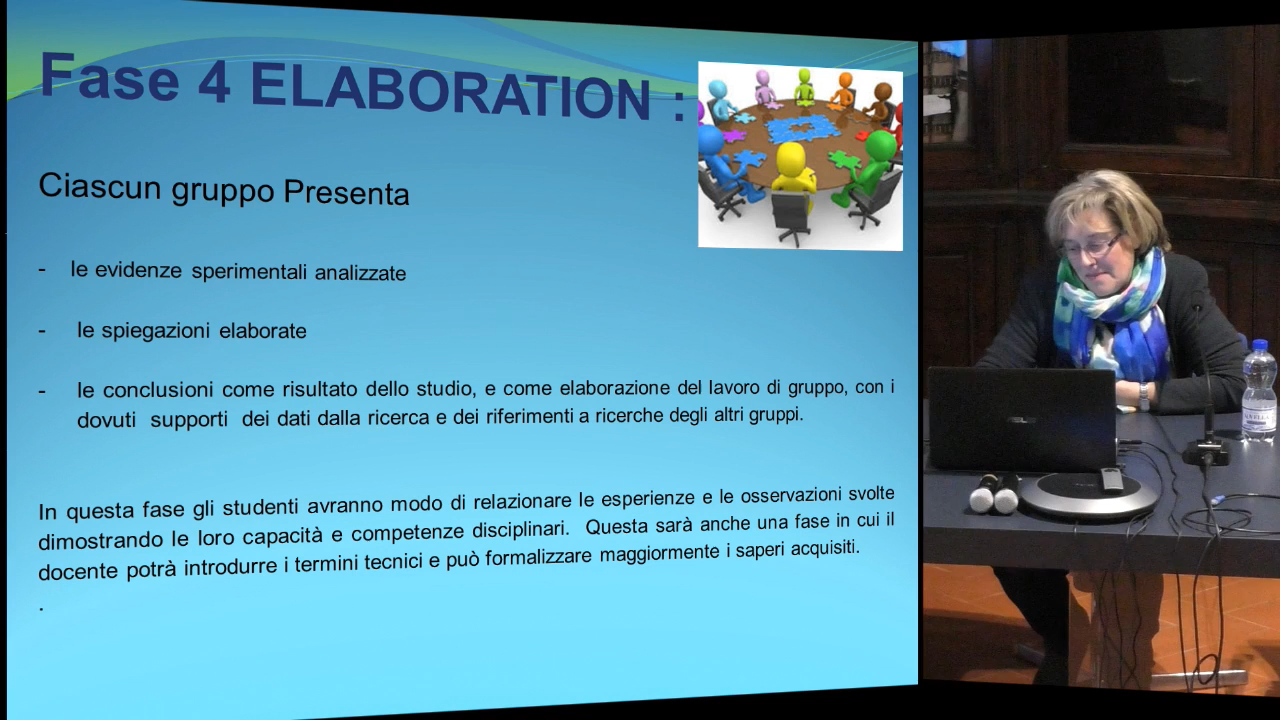 Fase 4 ELABORATION :
Ciascun gruppo Presenta
- le evidenze sperimentali analizzate
- le spiegazioni elaborate
- le conclusioni come risultato dello studio, e come elaborazione del lavoro di gruppo, con i
dovuti supporti dei dati dalla ricerca e dei riferimenti a ricerche degli altri gruppi.
In questa fase gli studenti avranno modo di relazionare le esperienze e le osservazioni svolte
dimostrando le loro capacità e competenze disciplinari. Questa sarà anche una fase in cui il
docente potrà introdurre i termini tecnici e può formalizzare maggiormente i saperi acquisiti.
.